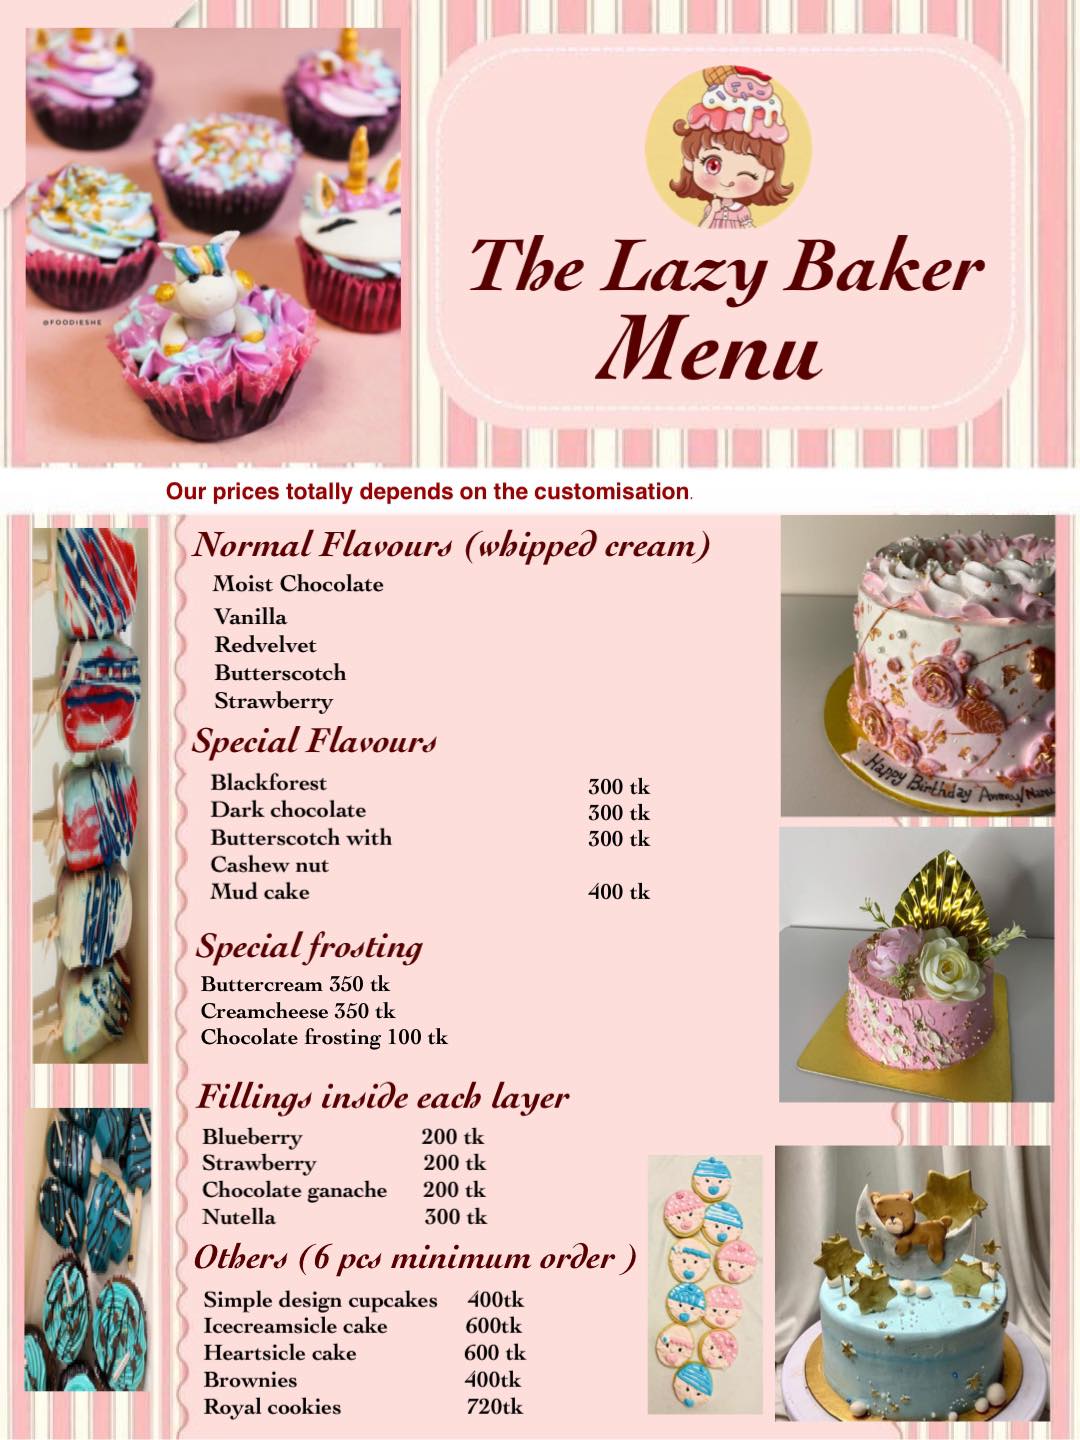 @FOODIESHE
The Lazy Baker
Menu
Our prices totally depends on the customisation.
Normal Flavours (whipped cream)
Moist Chocolate
Vanilla
Redvelvet
Butterscotch
Strawberry
Special Flavours
Blackforest 300 tk
Dark chocolate 300 tk
Butterscotch with 300 tk
Cashew nut
Mud cake 400 tk
Special frosting
Buttercream 350 tk
Creamcheese 350 tk
Chocolate frosting 100 tk
Fillings inside each layer
Blueberry 200 tk
Strawberry 200 tk
Chocolate ganache 200 tk
Nutella 300 tk
Others (6 pcs minimum order )
Simple design cupcakes 400tk
Icecreamsicle cake 600tk
Heartsicle cake 600 tk
Brownies 400tk
Royal cookies 720tk
Happy Birthday Ammu/Nanu